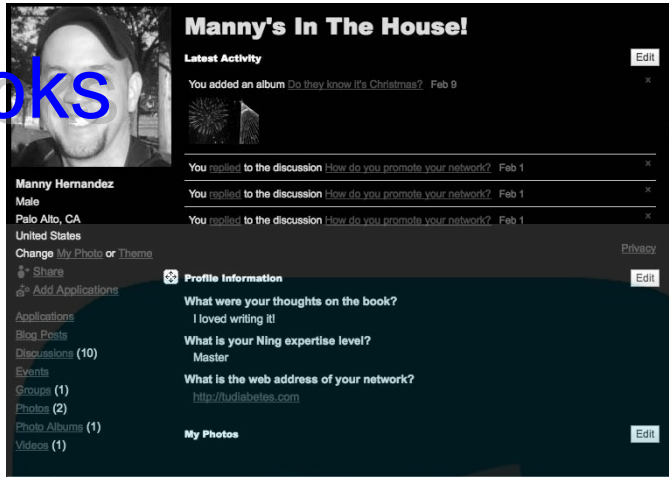 Manny's In The House!
Latest Activity
Edit
You added an album Do they know it's Christmas? Feb 9
x
You replied to the discussion How do you promote your network? Feb 1
x
You replied to the discussion How do you promote your network? Feb 1
x
You replied to the discussion How do you promote your network? Feb 1
x
Privacy
oks
Manny Hernandez
Male
Palo Alto, CA
United States
Change My Photo or Theme
Share
Add Applications
Applications
Blog Posts
Discussions (10)
Events
Groups (1)
Photos (2)
Photo Albums (1)
Videos (1)
Profile Information
Edit
What were your thoughts on the book?
I loved writing it!
What is your Ning expertise level?
Master
What is the web address of your network?
http://tudiabetes.com
My Photos
Edit